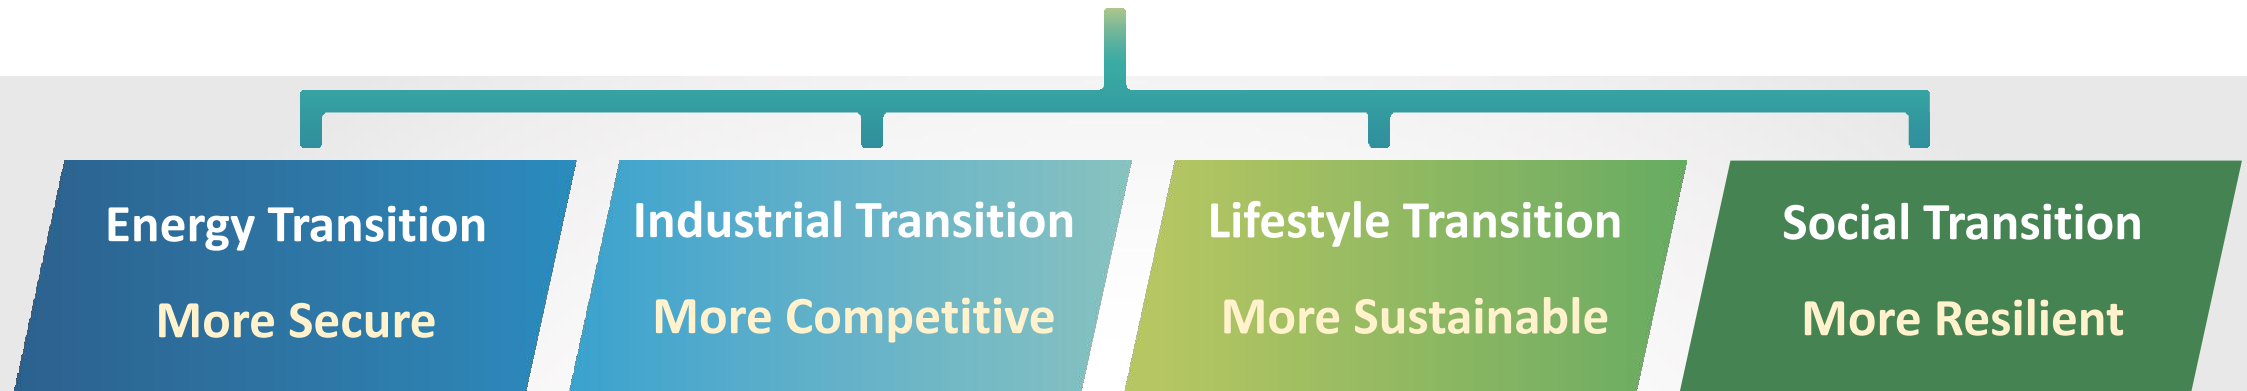 Energy Transition
More Secure
Industrial Transition
More Competitive
Lifestyle Transition
More Sustainable
Social Transition
More Resilient